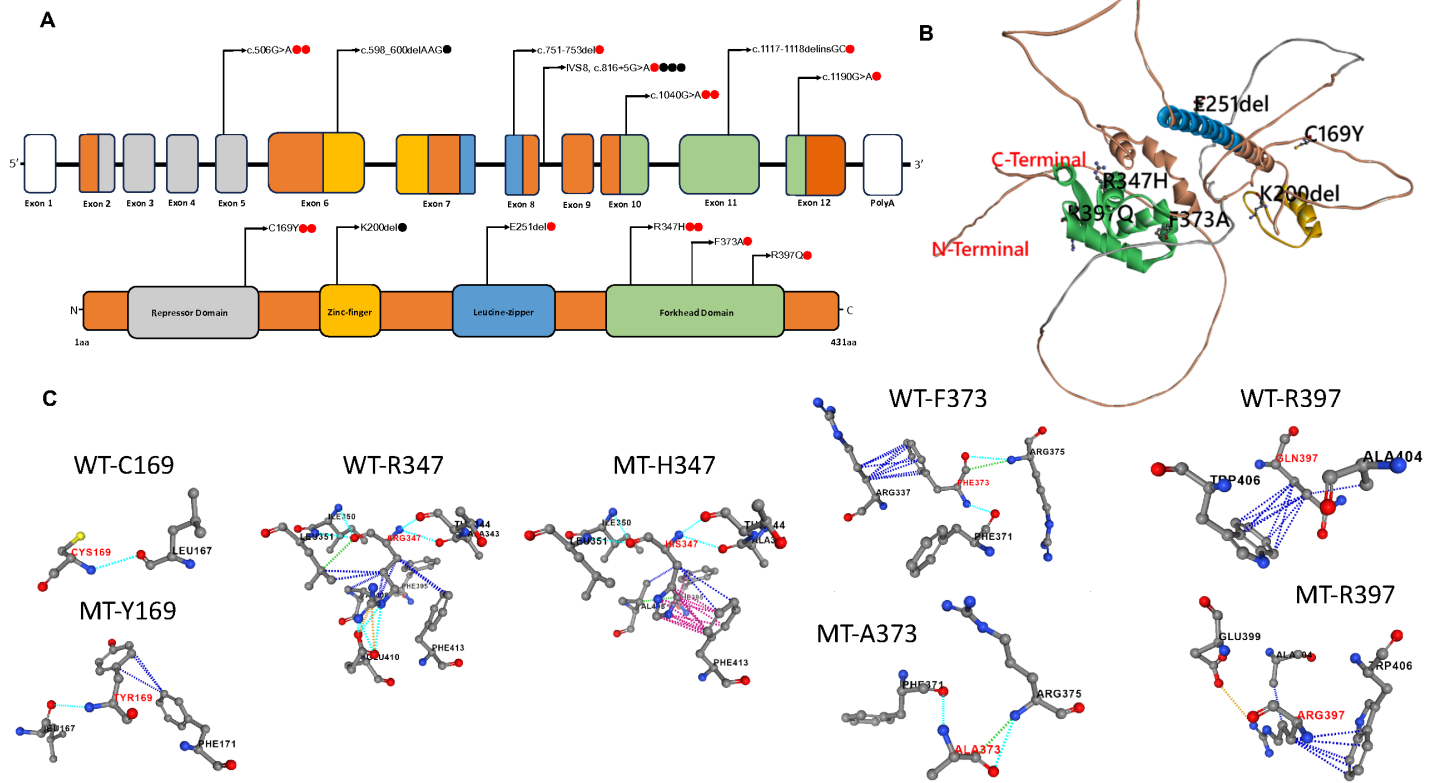 A
c.506G>A
c.598_600delAAG
c.751-753del
IVS8, c.816+5G>A
c.1040G>A
c.1117-1118delinsGC
c.1190G>A
5'
3'
Exon 1
Exon 2
Exon 3
Exon 4
Exon 5
Exon 6
Exon 7
Exon 8
Exon 9
Exon 10
Exon 11
Exon 12
PolyA
C169Y
K200del
E251del
R347H
F373A
R397Q
N
Repressor Domain
Zinc-finger
Leucine-zipper
Forkhead Domain
C
1aa
431aa
B
E251del
C169Y
C-Terminal
R347H
K200del
R397Q
F373A
N-Terminal
C
WT-C169
CYS169
LEU167
MT-Y169
TYR169
LEU167
PHE171
WT-R347
ILE350
LEU351
ARG347
ALA343
PHE395
GLU410
PHE413
MT-H347
ILE350
LEU351
HIS347
PHE413
WT-F373
ARG337
PHE373
ARG375
PHE371
MT-A373
PHE371
ARG375
ALA373
WT-R397
GLN397
ALA404
TRP406
MT-R397
GLU399
TRP406
ARG397